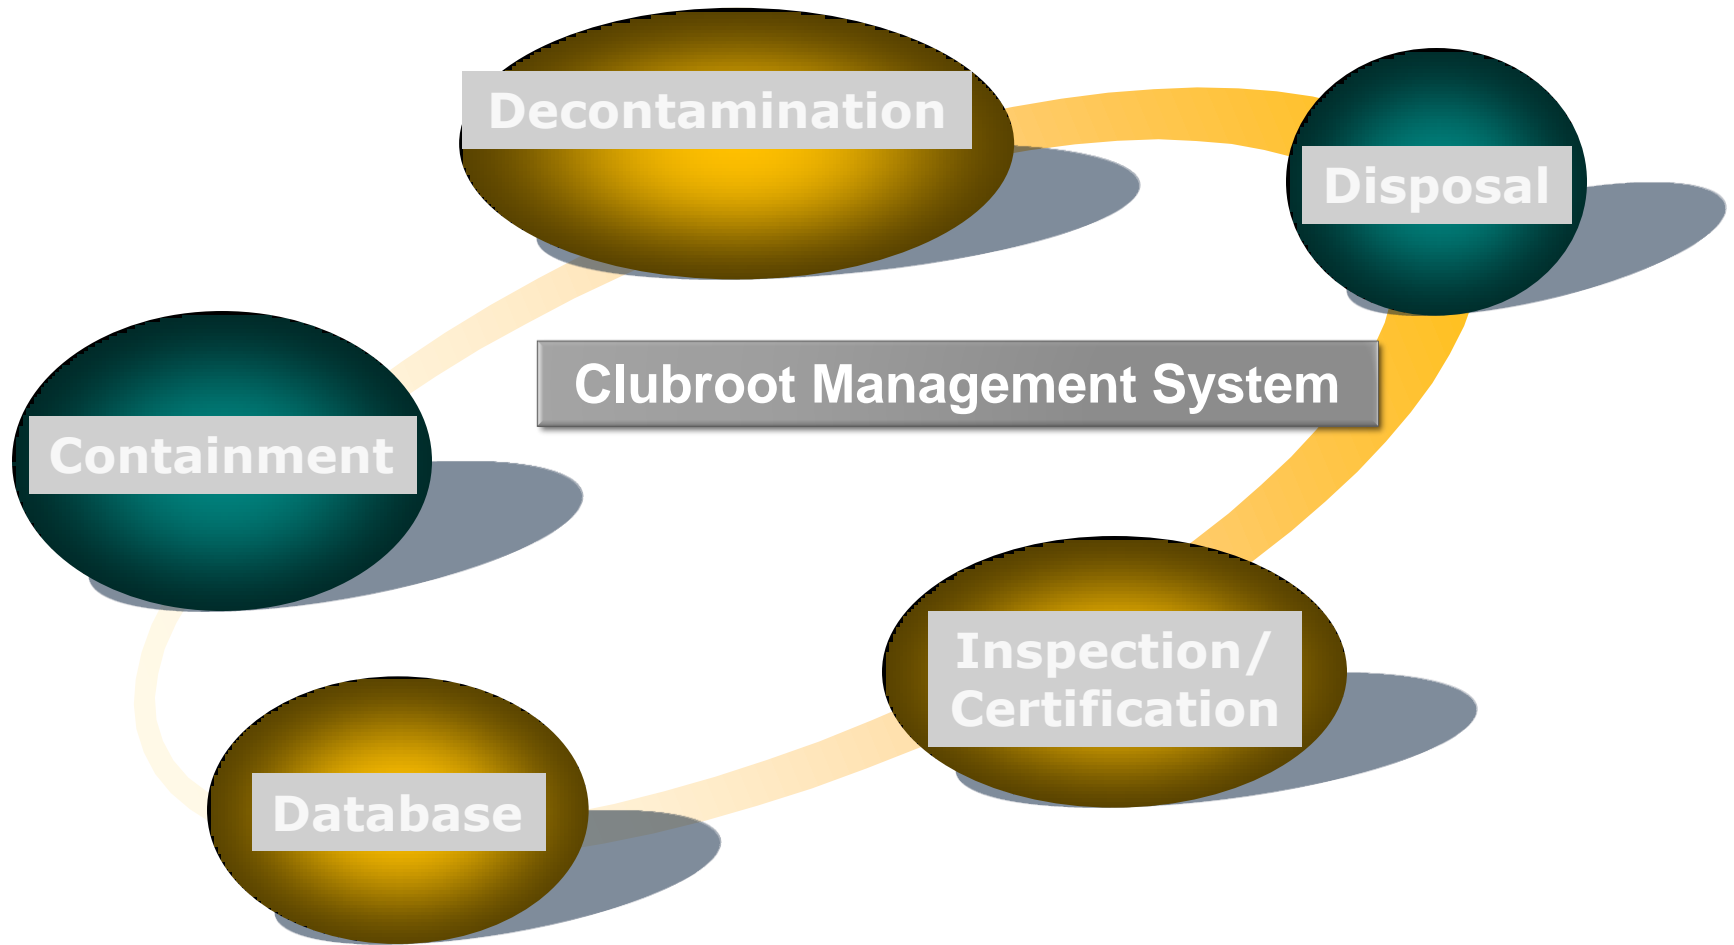 Decontamination
Disposal
Clubroot Management System
Containment
Inspection/
Certification
Database